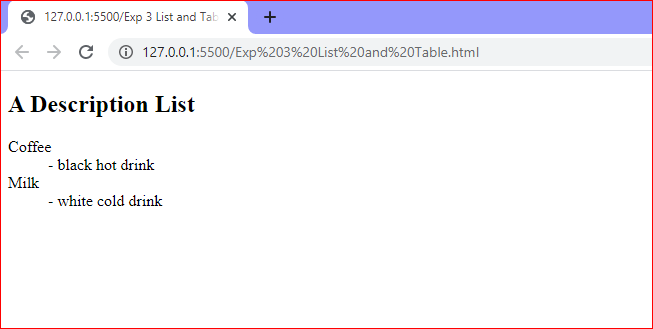 127.0.0.1:5500/Exp 3 List and Tab
127.0.0.1:5500/Exp%203%20List%20and%20Table.html
A Description List
Coffee
- black hot drink
Milk
- white cold drink